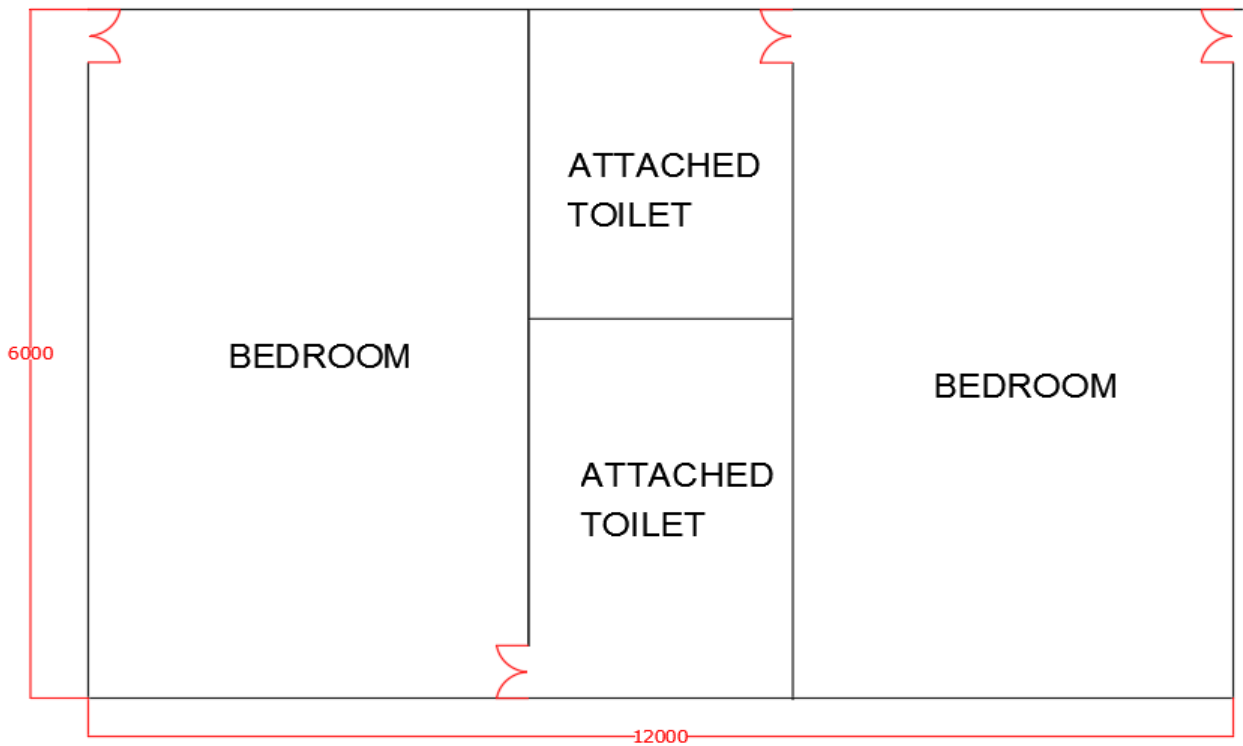 ATTACHED
TOILET
6000
BEDROOM
BEDROOM
ATTACHED
TOILET
12000